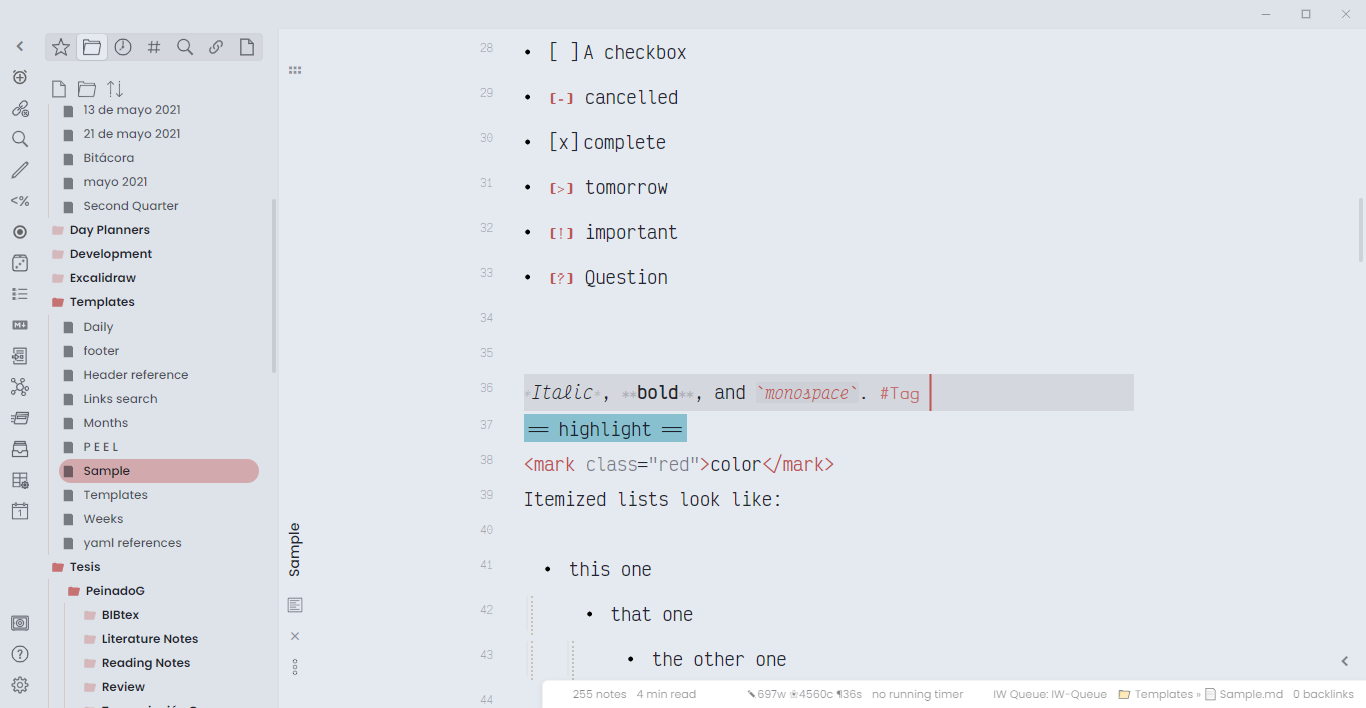 13 de mayo 2021
21 de mayo 2021
Bitácora
mayo 2021
Second Quarter
Day Planners
Development
Excalidraw
Templates
Daily
footer
Header reference
Links search
Months
P E E L
Sample
Templates
Weeks
yaml references
Tesis
PeinadoG
BIBtex
Literature Notes
Reading Notes
Review
<%
M↓
1
#
Sample
28 • [ ]A checkbox
29 • [-] cancelled
30 • [x]complete
31 • [>] tomorrow
32 • [!] important
33 • [?] Question
34
35
36 *Italic*, **bold**, and `monospace`. #Tag
37 == highlight ==
38 <mark class="red">color</mark>
39 Itemized lists look like:
40
41 • this one
42 • that one
43 • the other one
44
255 notes 4 min read 697w 4560c ¶36s no running timer IW Queue: IW-Queue Templates » Sample.md 0 backlinks